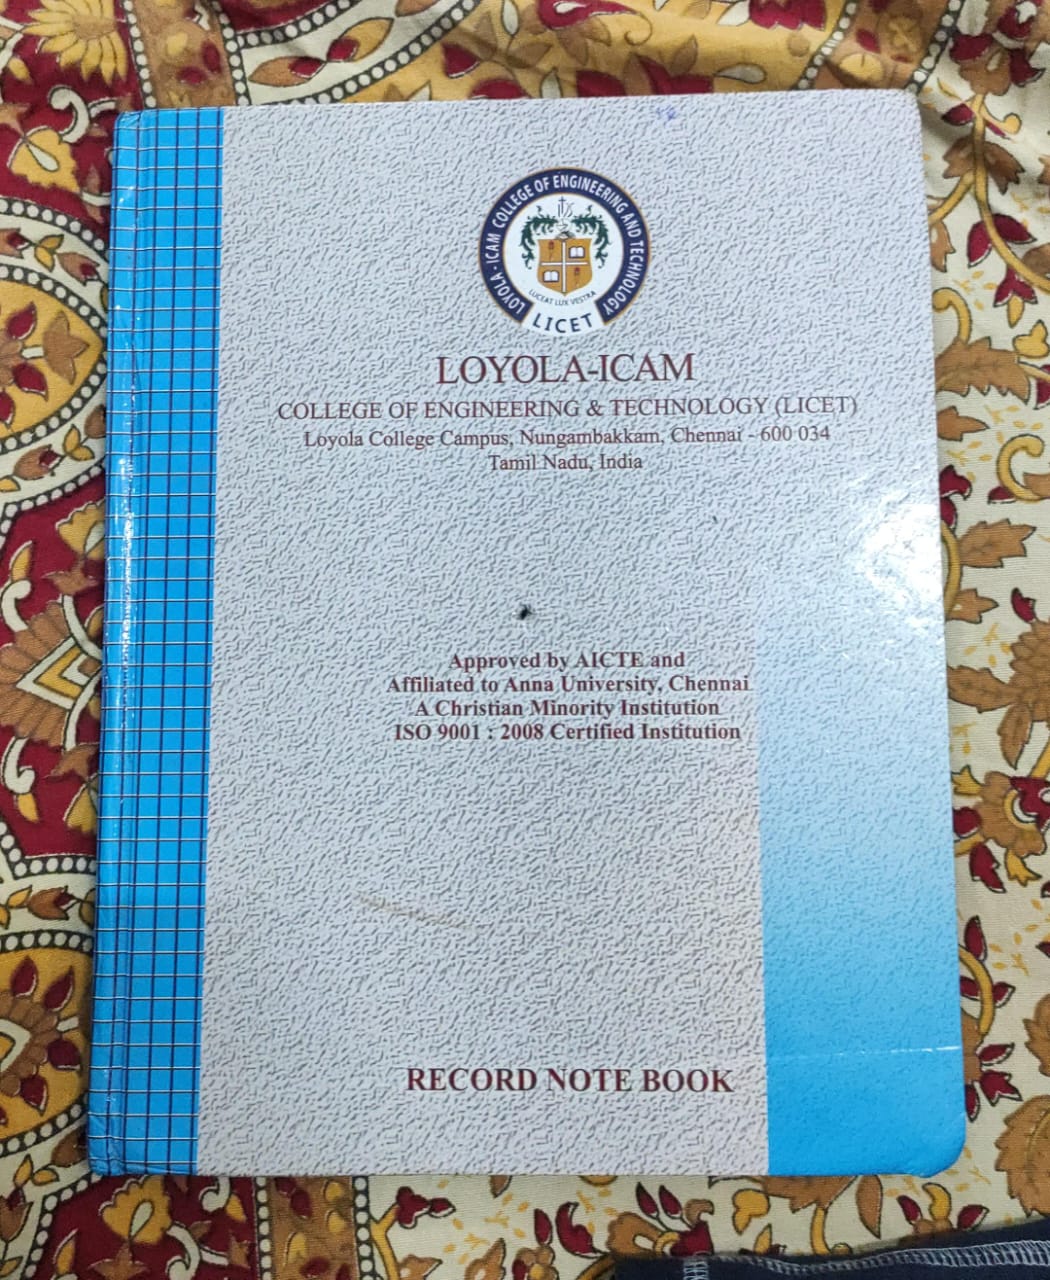 LOYOLA - ICAM COLLEGE OF ENGINEERING AND TECHNOLOGY
IHS
LUCEAT LUX VESTRA
LICET
LOYOLA-ICAM
COLLEGE OF ENGINEERING & TECHNOLOGY (LICET)
Loyola College Campus, Nungambakkam, Chennai - 600 034
Tamil Nadu, India
Approved by AICTE and
Affiliated to Anna University, Chennai
A Christian Minority Institution
ISO 9001 : 2008 Certified Institution
RECORD NOTE BOOK